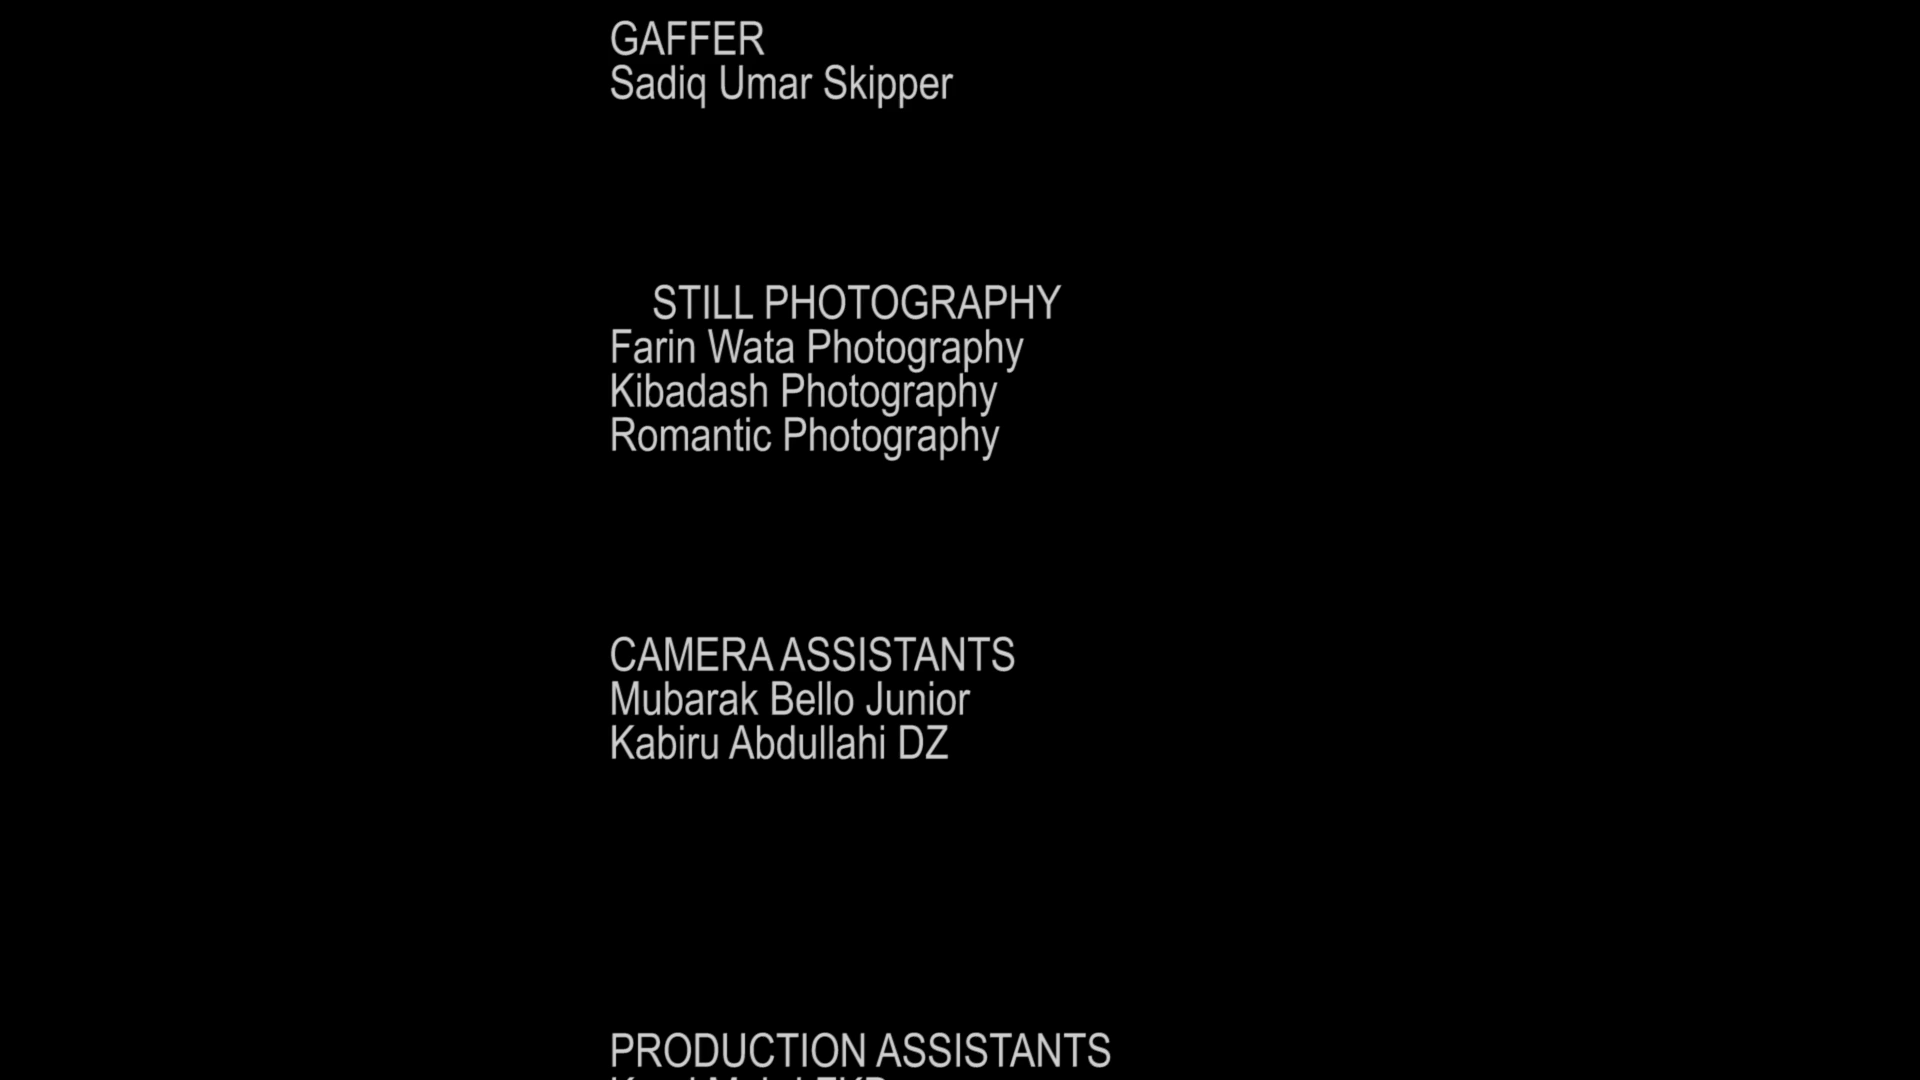 GAFFER
Sadiq Umar Skipper
STILL PHOTOGRAPHY
Farin Wata Photography
Kibadash Photography
Romantic Photography
CAMERA ASSISTANTS
Mubarak Bello Junior
Kabiru Abdullahi DZ
PRODUCTION ASSISTANTS